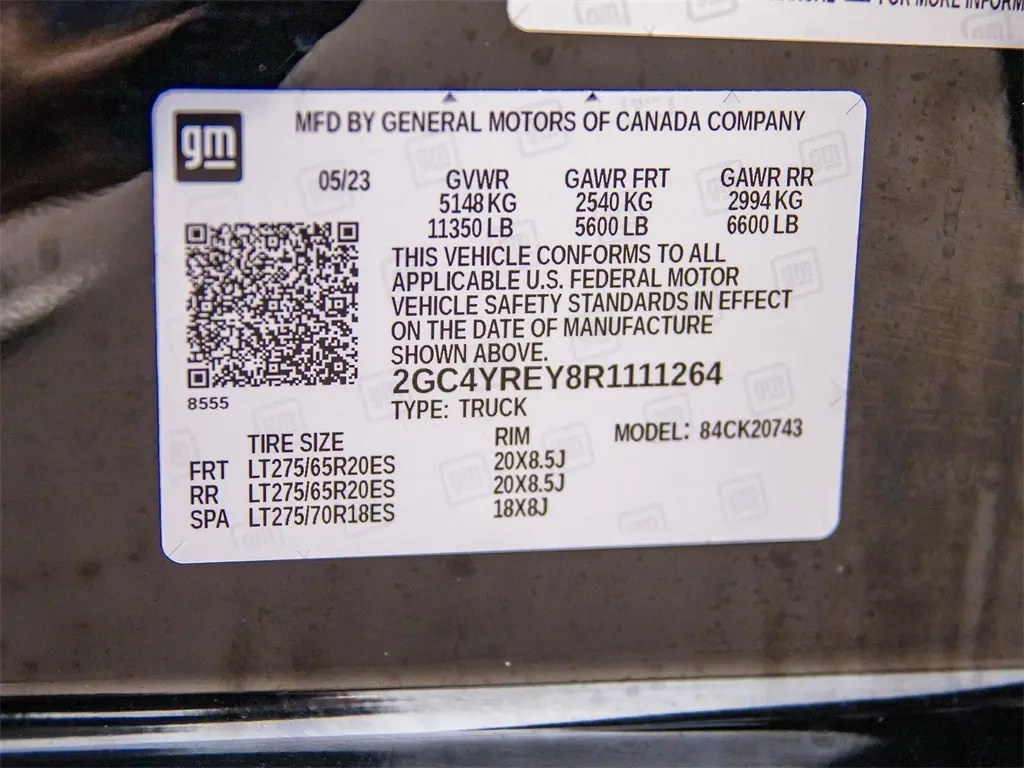 FOR MORE INFORM
gm
MFD BY GENERAL MOTORS OF CANADA COMPANY
05/23 GVWR GAWR FRT GAWR RR
5148 KG 2540 KG 2994 KG
11350 LB 5600 LB 6600 LB
THIS VEHICLE CONFORMS TO ALL
APPLICABLE U.S. FEDERAL MOTOR
VEHICLE SAFETY STANDARDS IN EFFECT
ON THE DATE OF MANUFACTURE
SHOWN ABOVE.
2GC4YREY8R1111264
8555
TYPE: TRUCK
TIRE SIZE RIM MODEL: 84CK20743
FRT LT275/65R20ES 20X8.5J
RR LT275/65R20ES 20X8.5J
SPA LT275/70R18ES 18X8J